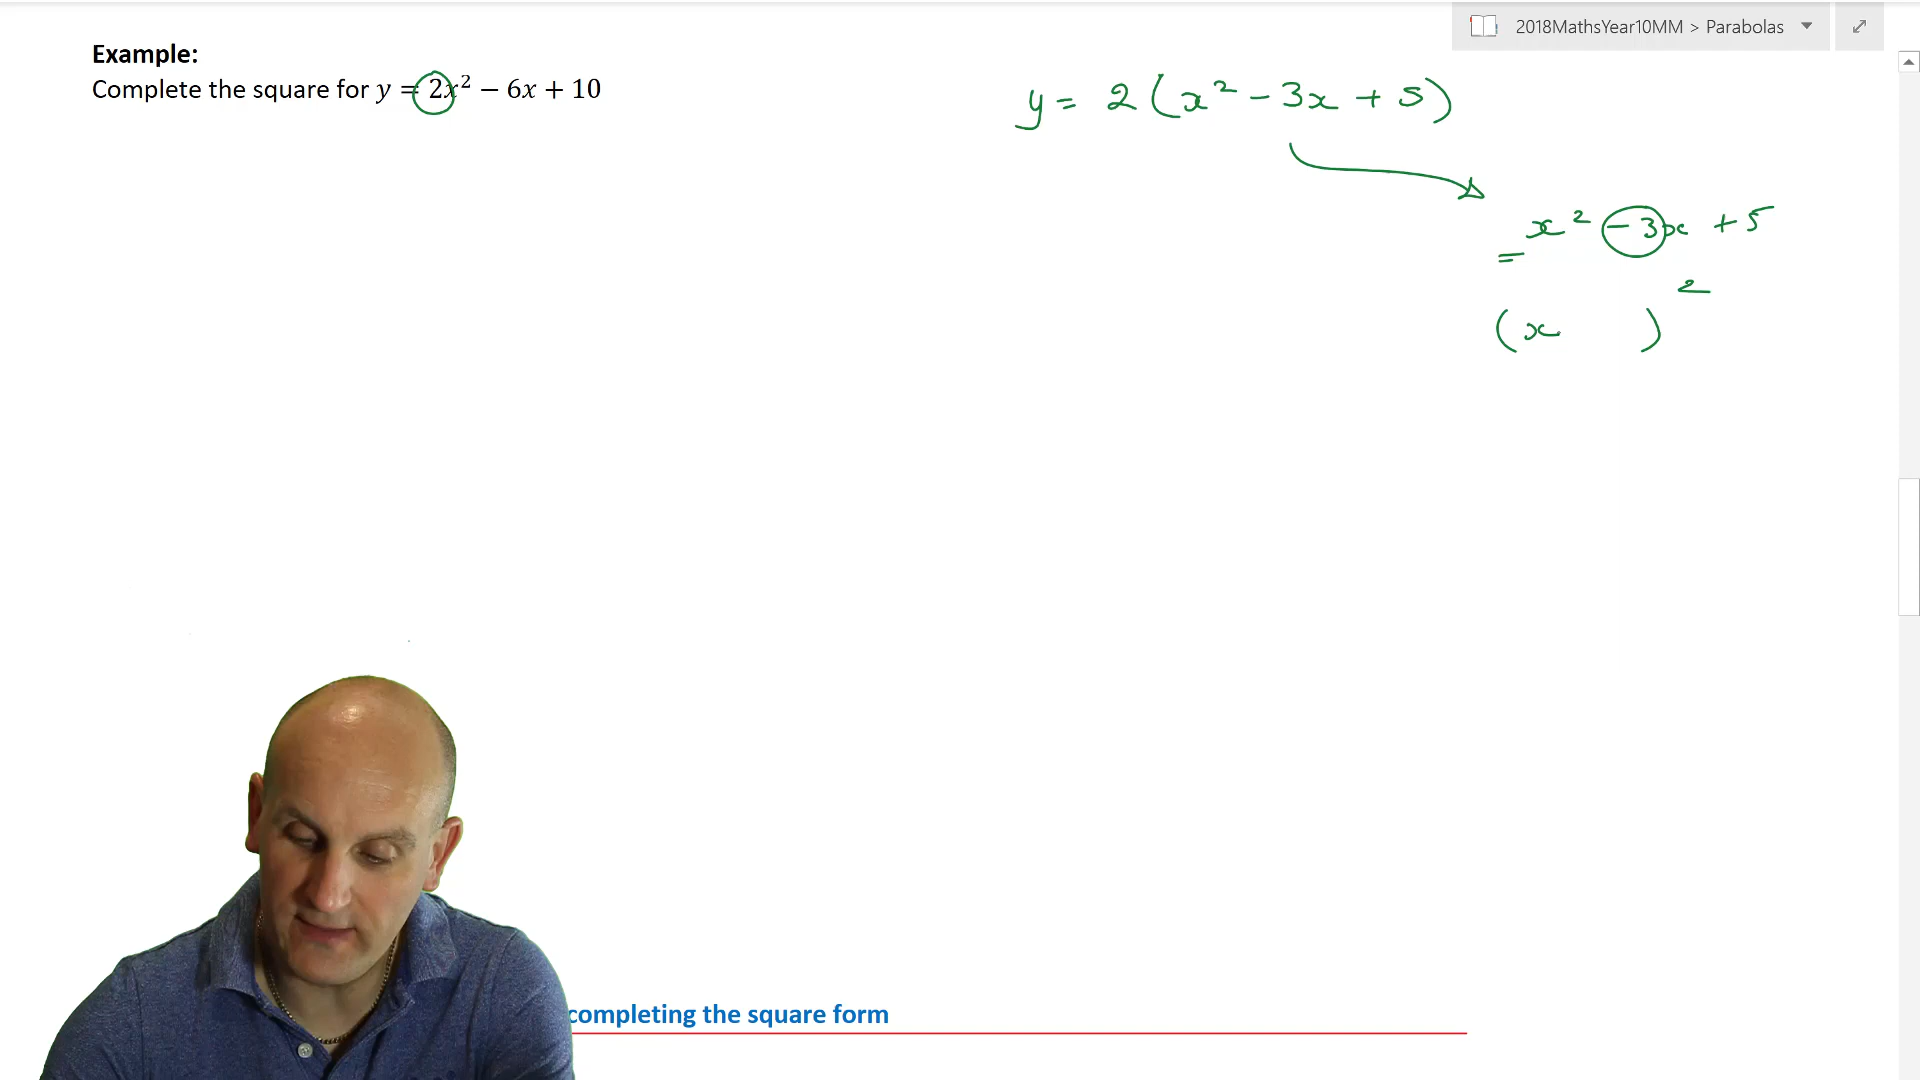 2018MathsYear10MM > Parabolas
Example:
Complete the square for y = 2x² − 6x + 10
y = 2(x² − 3x + 5)
x² − 3x + 5
=
(x )²
completing the square form